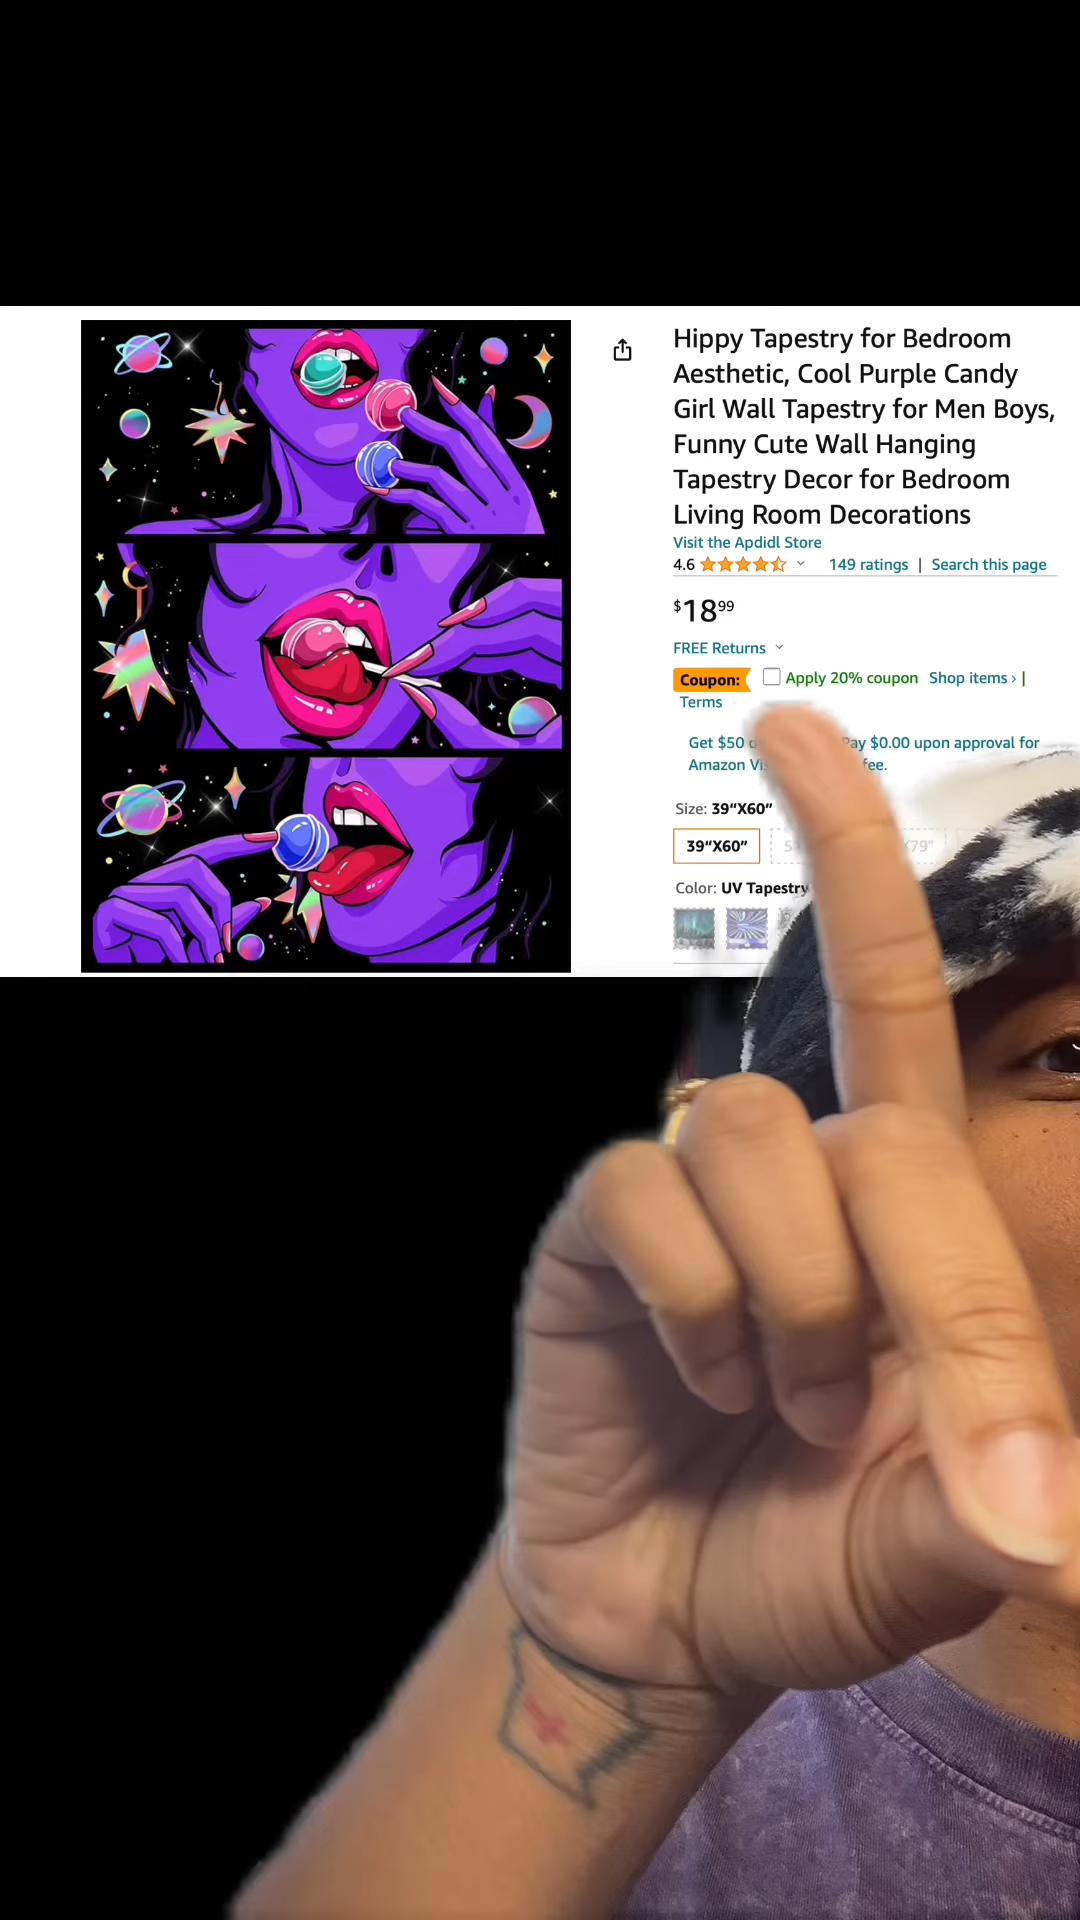 Hippy Tapestry for Bedroom
Aesthetic, Cool Purple Candy
Girl Wall Tapestry for Men Boys,
Funny Cute Wall Hanging
Tapestry Decor for Bedroom
Living Room Decorations
Visit the Apdidl Store
4.6 149 ratings | Search this page
$18 99
FREE Returns
Coupon: Apply 20% coupon Shop items › |
Terms
Get $50 Pay $0.00 upon approval for
Amazon fee.
Size: 39“X60”
39“X60”
Color: UV Tapestry